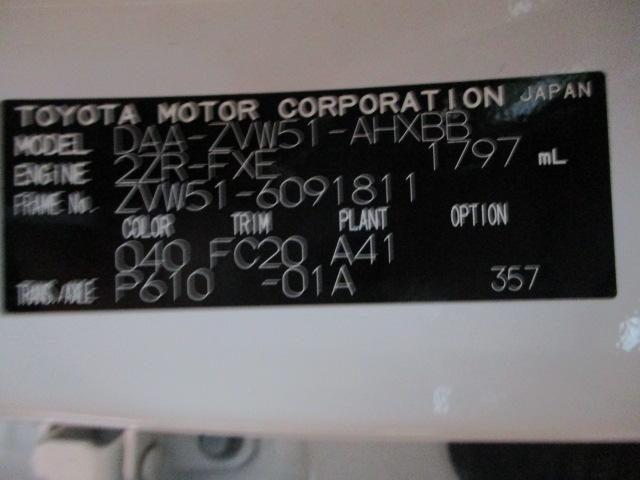 TOYOTA MOTOR CORPORATION JAPAN
MODEL DAA-ZVW51-AHXBB
ENGINE 2ZR-FXE 1797 mL
FRAME No. ZVW51-6091811
COLOR TRIM PLANT OPTION
040 FC20 A41
TRANS./AXLE P610 -01A 357